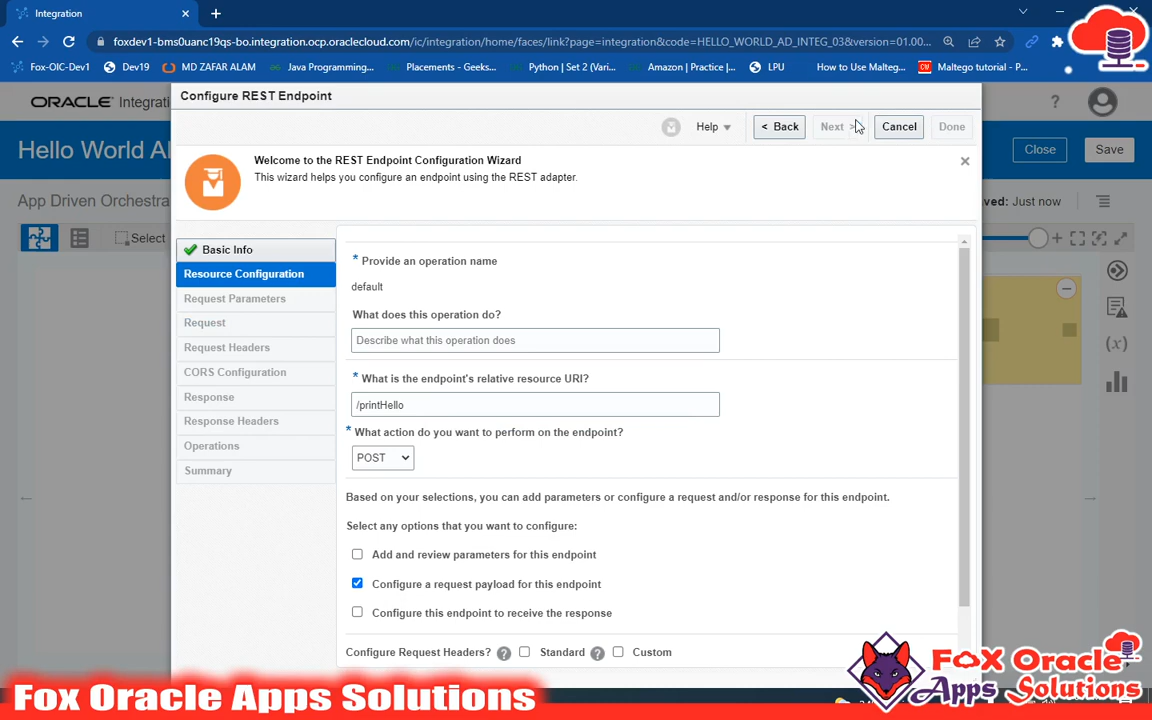 Integration
foxdev1-bms0uanc19qs-bo.integration.ocp.oraclecloud.com/ic/integration/home/faces/link?page=integration&code=HELLO_WORLD_AD_INTEG_03&version=01.00...
Fox-OIC-Dev1
Dev19
MD ZAFAR ALAM
Java Programming...
Placements - Geeks...
Python | Set 2 (Vari...
Amazon | Practice |...
LPU
How to Use Malteg...
Maltego tutorial - P...
ORACLE Integrat
Configure REST Endpoint
Help
< Back
Next >
Cancel
Done
Hello World Al
Close
Save
Welcome to the REST Endpoint Configuration Wizard
This wizard helps you configure an endpoint using the REST adapter.
App Driven Orchestra
ved: Just now
Select
Basic Info
Resource Configuration
Request Parameters
Request
Request Headers
CORS Configuration
Response
Response Headers
Operations
Summary
* Provide an operation name
default
What does this operation do?
Describe what this operation does
* What is the endpoint's relative resource URI?
/printHello
* What action do you want to perform on the endpoint?
POST
Based on your selections, you can add parameters or configure a request and/or response for this endpoint.
Select any options that you want to configure:
Add and review parameters for this endpoint
Configure a request payload for this endpoint
Configure this endpoint to receive the response
Configure Request Headers? ? Standard ? Custom
(x)
FOX Oracle
Apps Solutions
Fox Oracle Apps Solutions